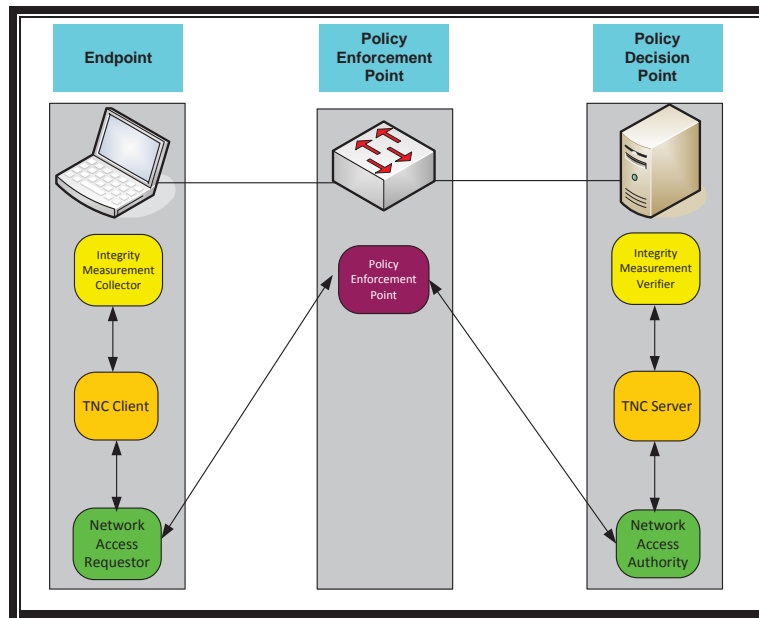 Endpoint
Policy
Enforcement
Point
Policy
Decision
Point
Integrity
Measurement
Collector
Policy
Enforcement
Point
Integrity
Measurement
Verifier
TNC Client
TNC Server
Network
Access
Requestor
Network
Access
Authority